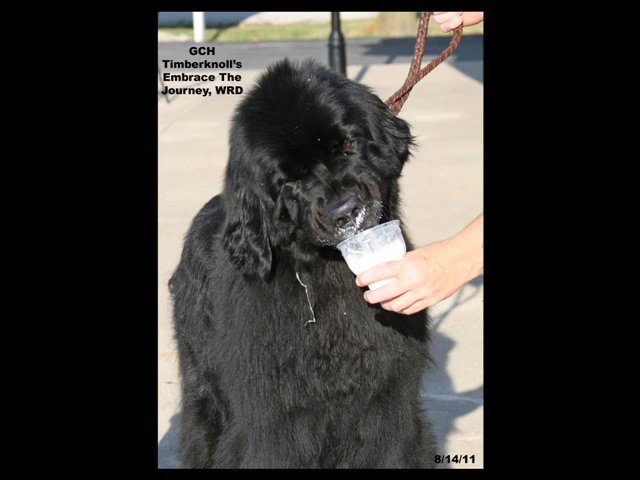 GCH
Timberknoll's
Embrace The
Journey, WRD
8/14/11